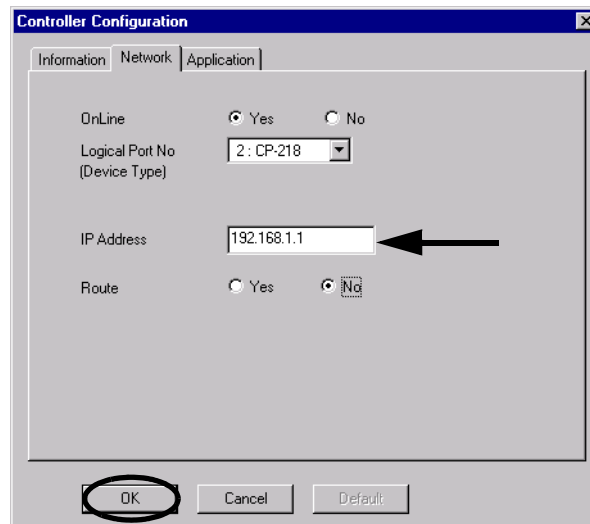 Controller Configuration
Information Network Application
OnLine Yes No
Logical Port No 2 : CP-218
(Device Type)
IP Address 192.168.1.1
Route Yes No
OK Cancel Default